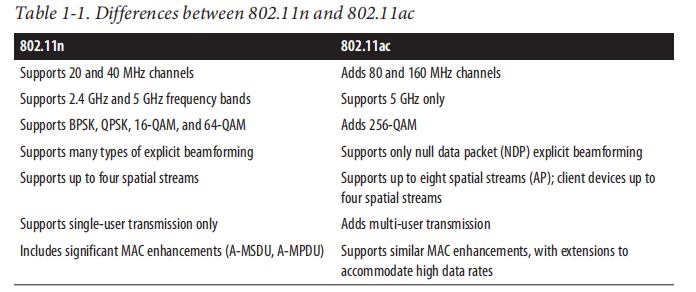 Table 1-1. Differences between 802.11n and 802.11ac
802.11n 802.11ac
Supports 20 and 40 MHz channels Adds 80 and 160 MHz channels
Supports 2.4 GHz and 5 GHz frequency bands Supports 5 GHz only
Supports BPSK, QPSK, 16-QAM, and 64-QAM Adds 256-QAM
Supports many types of explicit beamforming Supports only null data packet (NDP) explicit beamforming
Supports up to four spatial streams Supports up to eight spatial streams (AP); client devices up to
four spatial streams
Supports single-user transmission only Adds multi-user transmission
Includes significant MAC enhancements (A-MSDU, A-MPDU) Supports similar MAC enhancements, with extensions to
accommodate high data rates